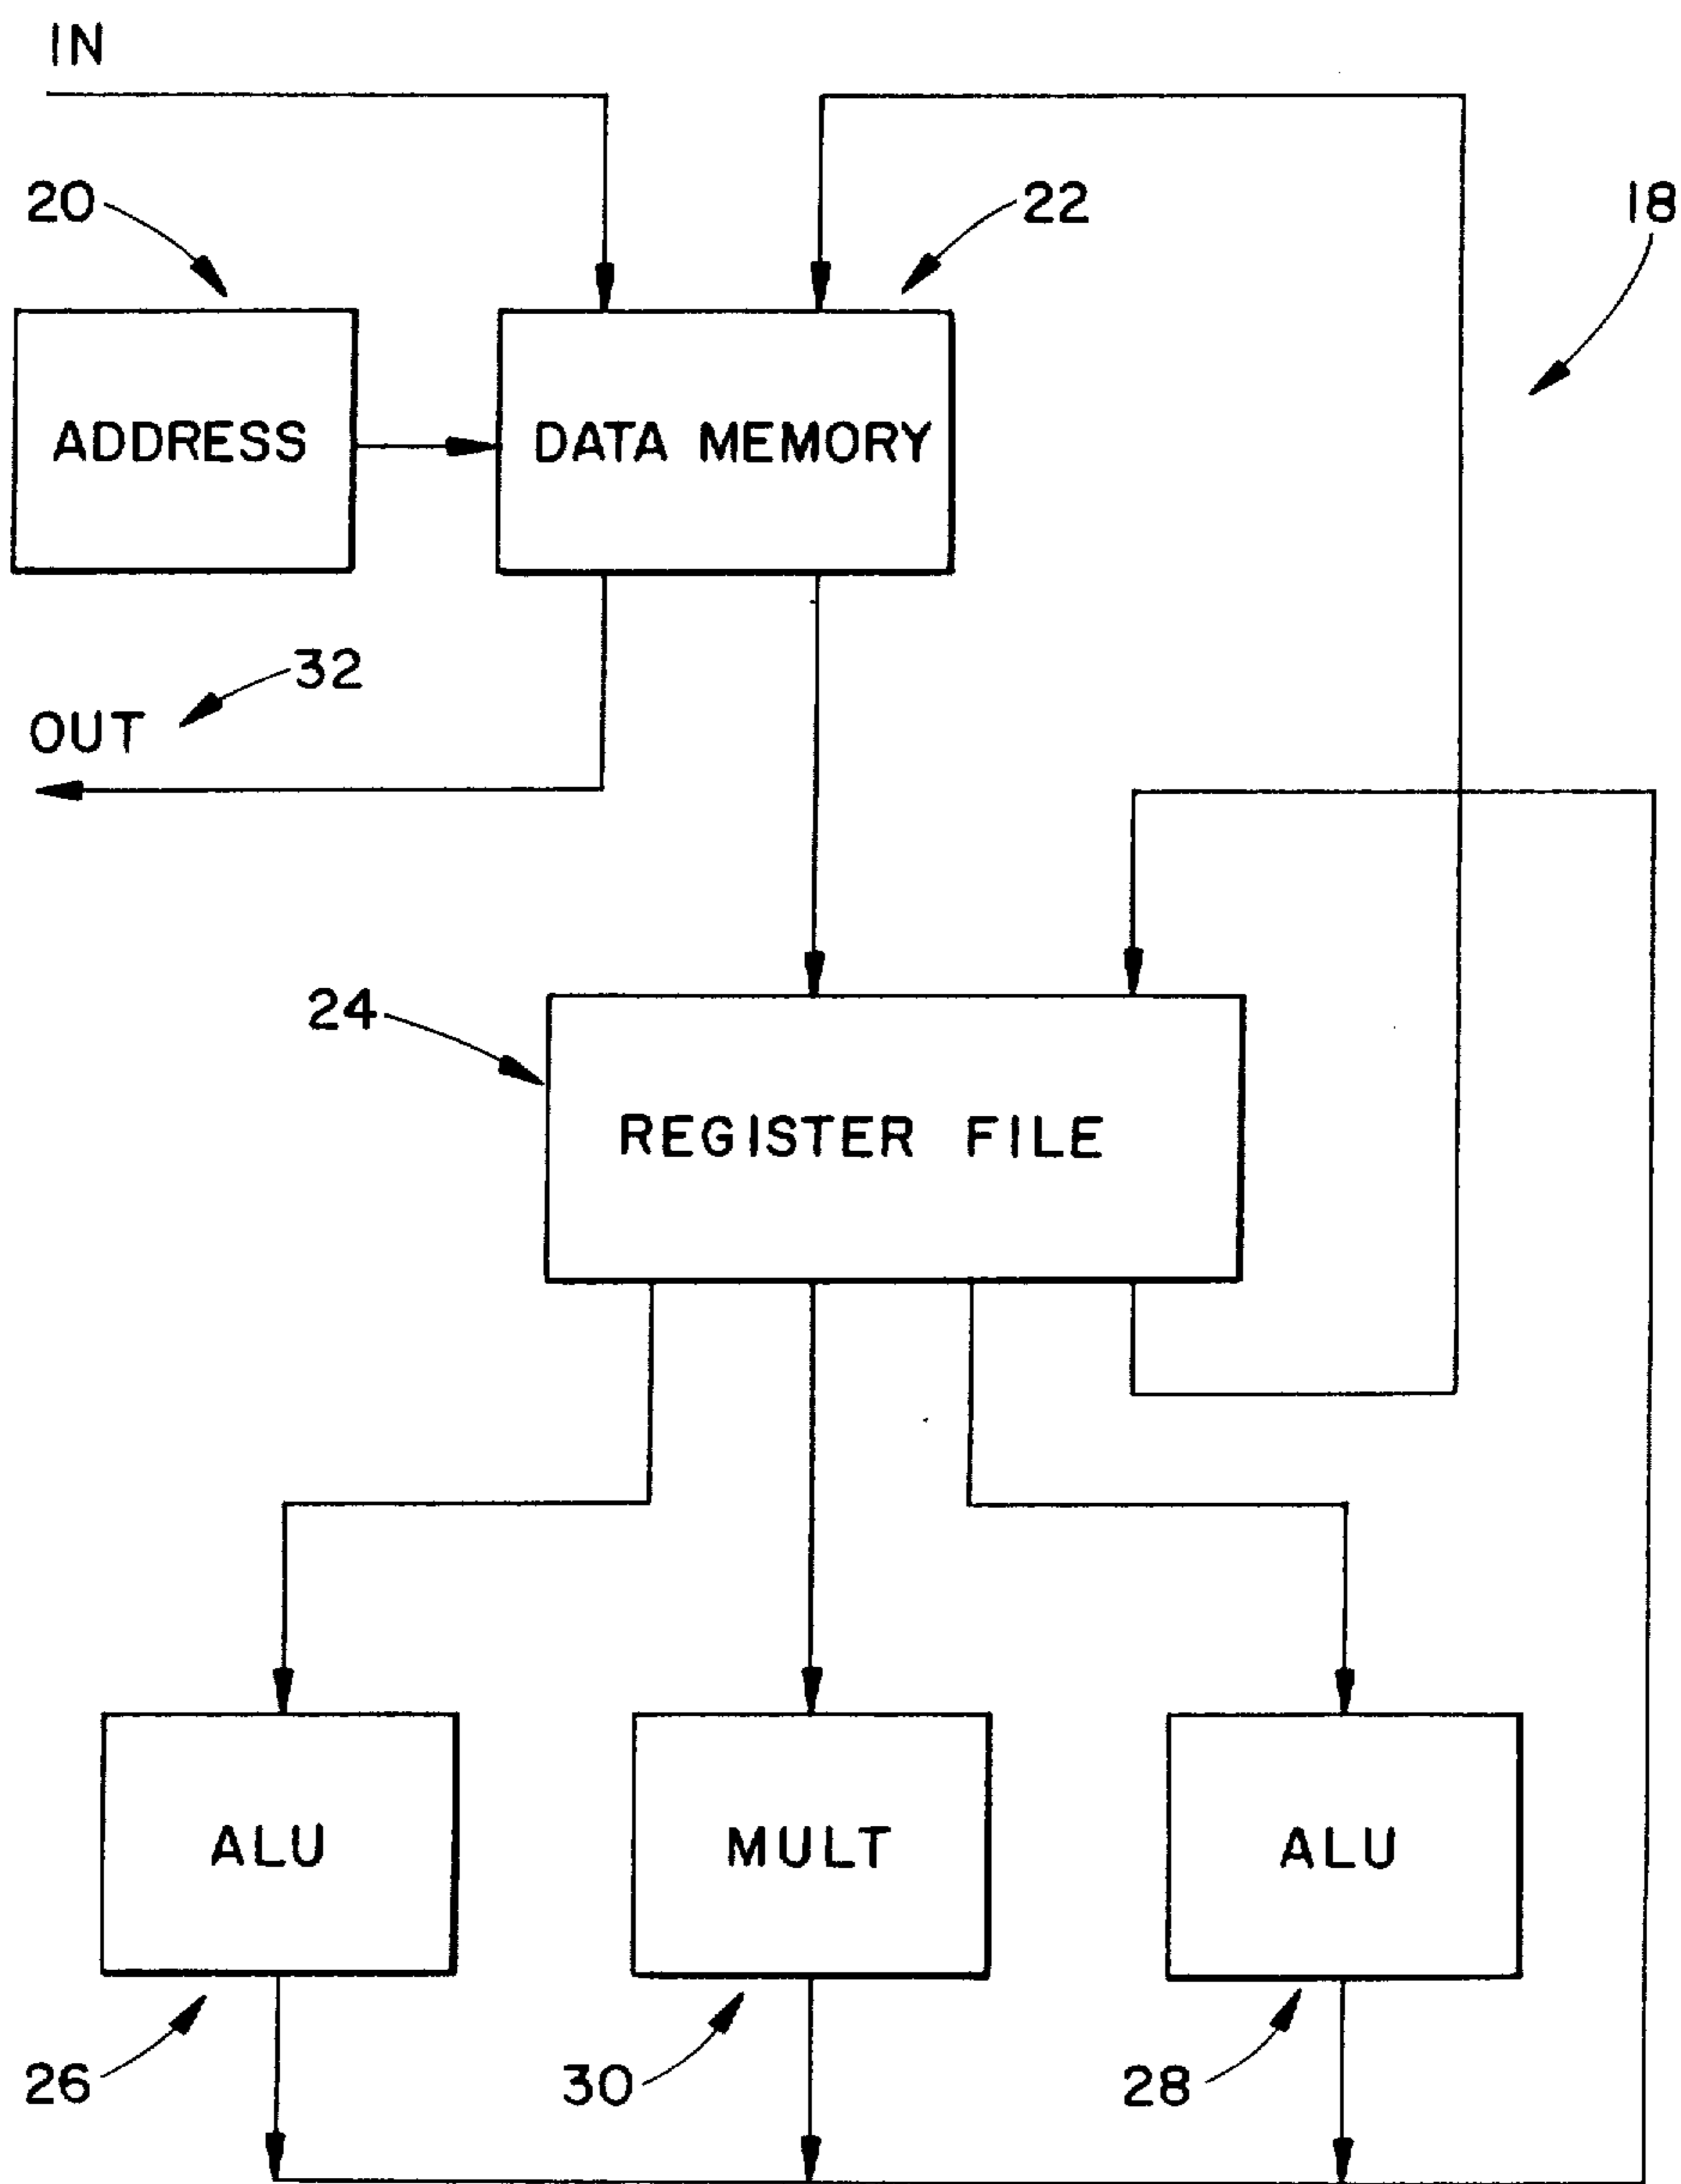 IN
20
22
18
ADDRESS
DATA MEMORY
32
OUT
24
REGISTER FILE
ALU
MULT
ALU
26
30
28